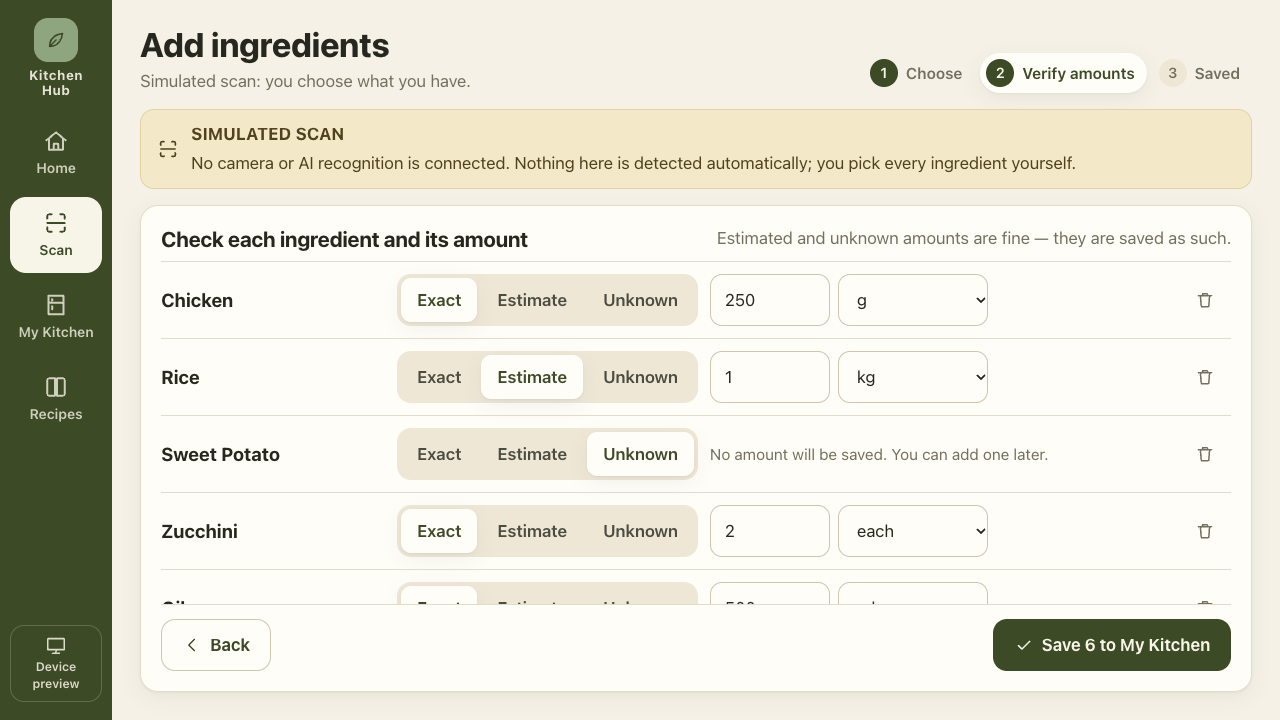 Kitchen
Hub
Home
Scan
My Kitchen
Recipes
Device
preview
Add ingredients
Simulated scan: you choose what you have.
1 Choose 2 Verify amounts 3 Saved
SIMULATED SCAN
No camera or AI recognition is connected. Nothing here is detected automatically; you pick every ingredient yourself.
Check each ingredient and its amount Estimated and unknown amounts are fine — they are saved as such.
Chicken Exact Estimate Unknown 250 g
Rice Exact Estimate Unknown 1 kg
Sweet Potato Exact Estimate Unknown No amount will be saved. You can add one later.
Zucchini Exact Estimate Unknown 2 each
Exact Estimate Unknown
Back Save 6 to My Kitchen